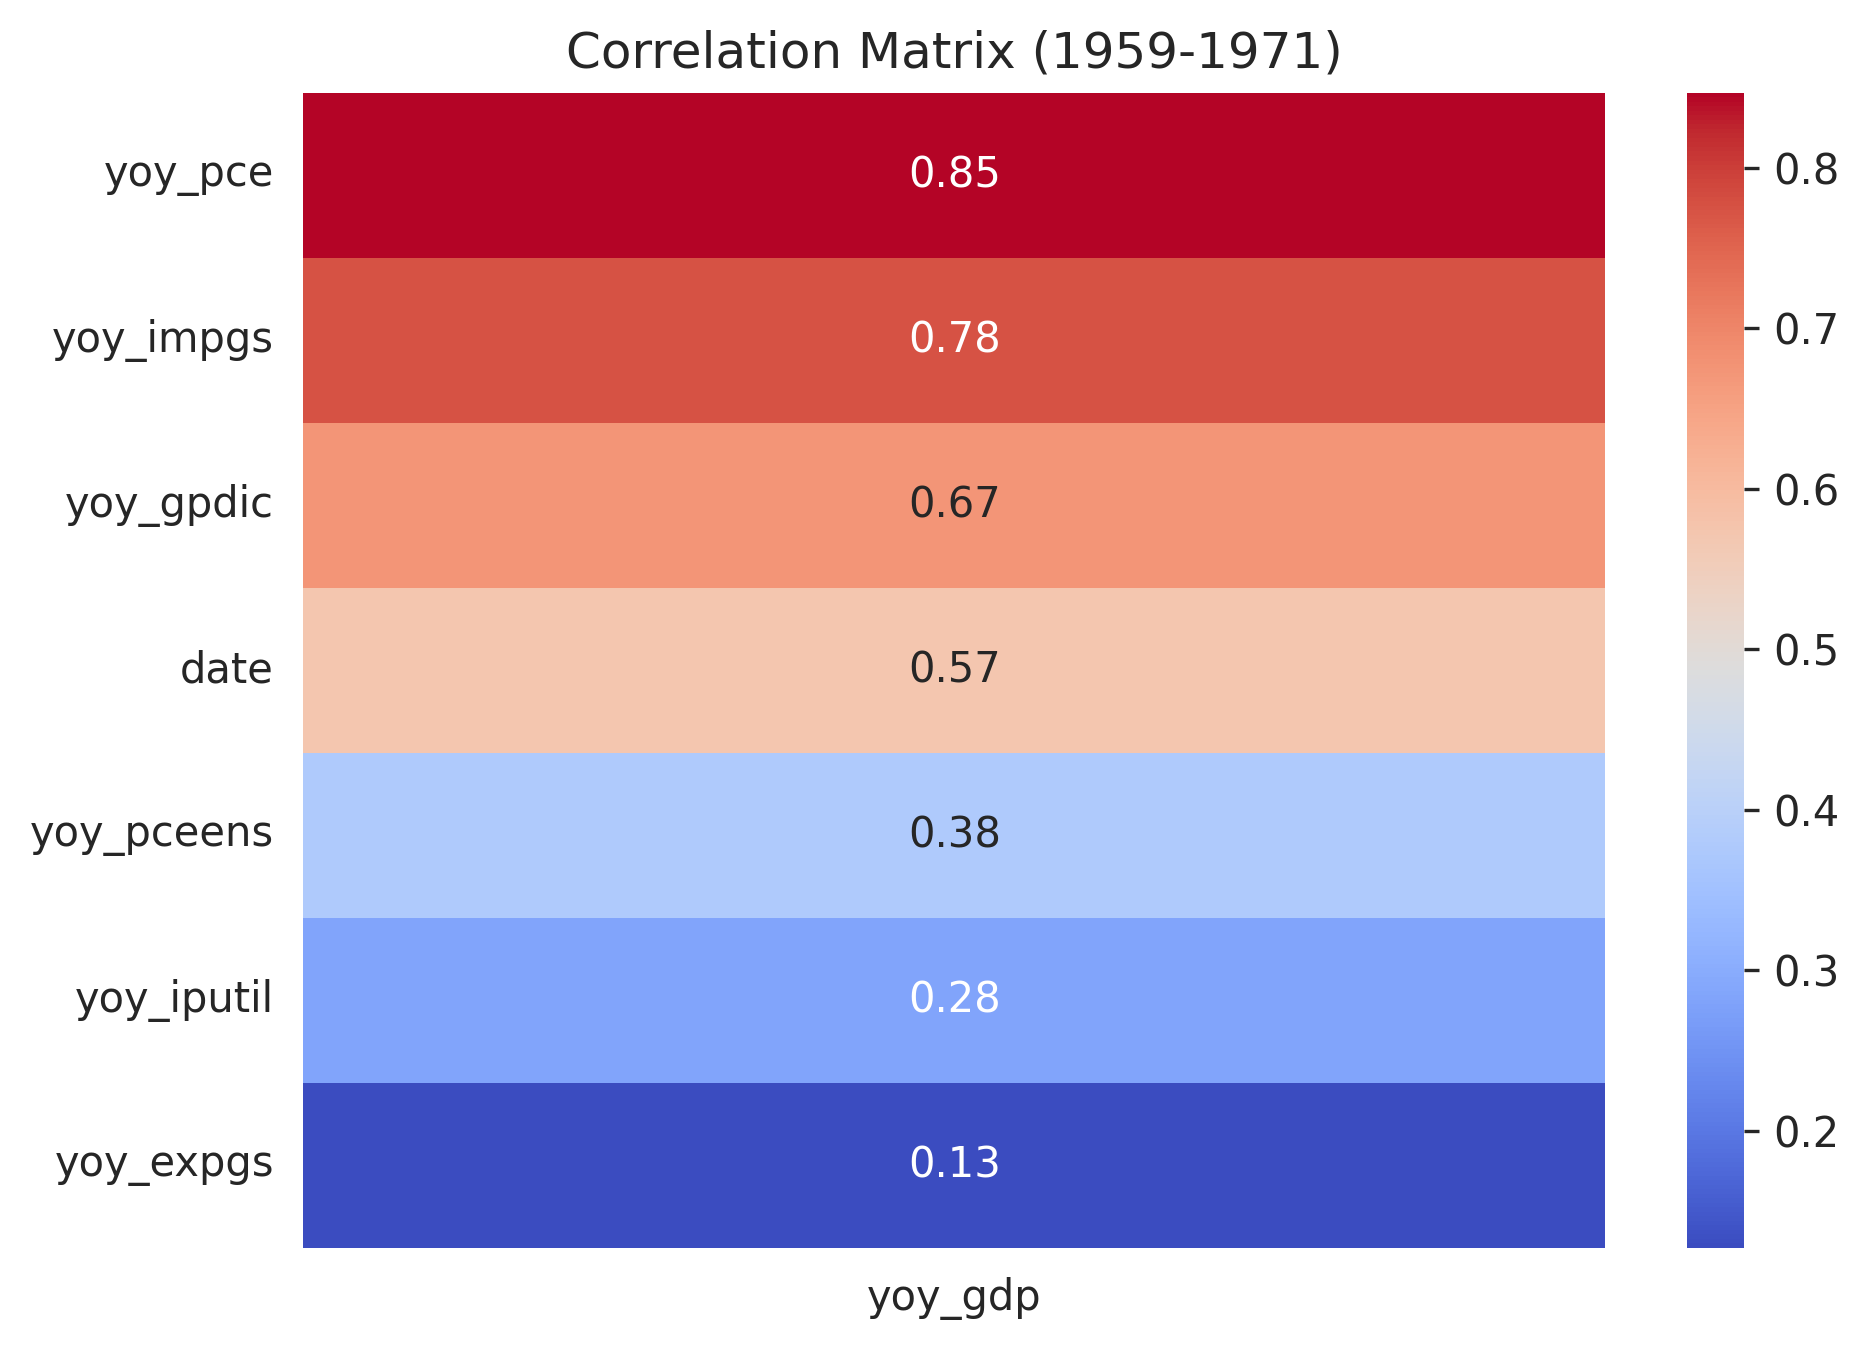 Correlation Matrix (1959-1971)
yoy_pce 0.85
yoy_impgs 0.78
yoy_gpdic 0.67
date 0.57
yoy_pceens 0.38
yoy_iputil 0.28
yoy_expgs 0.13
yoy_gdp
0.8
0.7
0.6
0.5
0.4
0.3
0.2